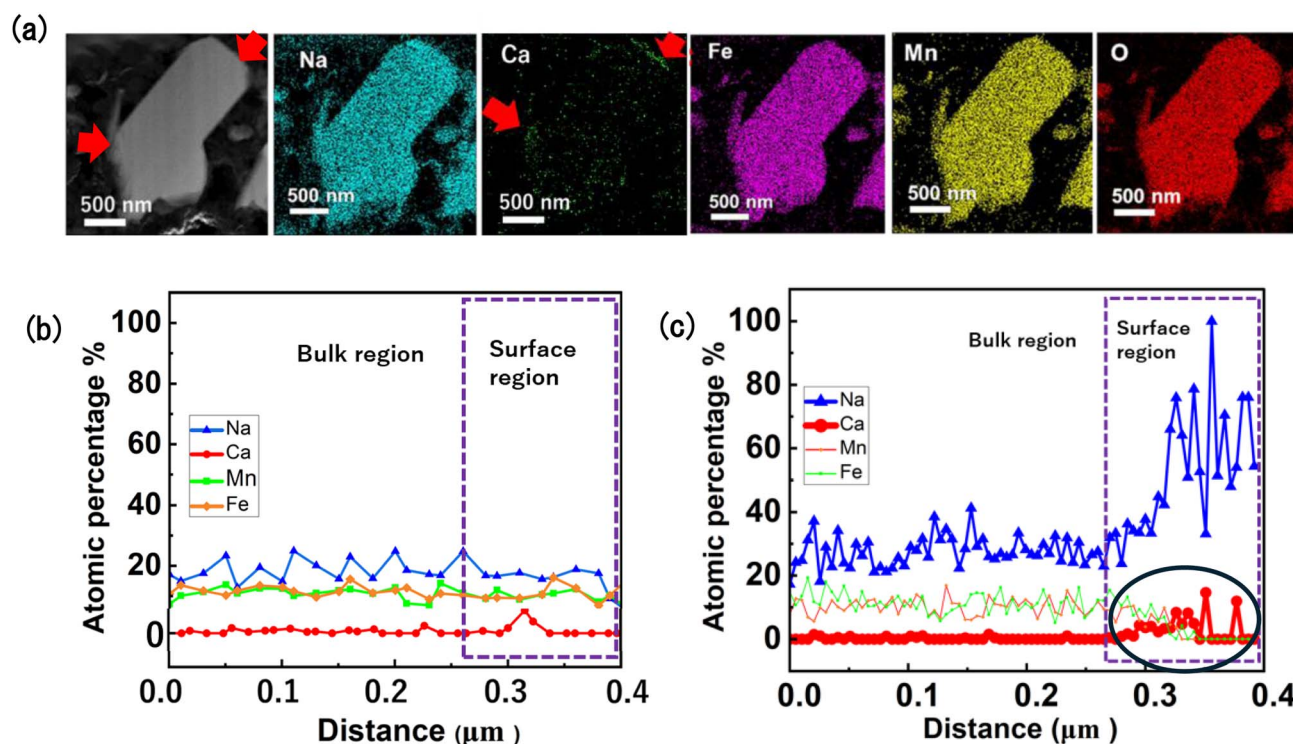 (a)
Na
Ca
Fe
Mn
O
500 nm
500 nm
500 nm
500 nm
500 nm
500 nm
(b)
Atomic percentage %
100
80
60
40
20
0
Bulk region
Surface
region
Na
Ca
Mn
Fe
0.0
0.1
0.2
0.3
0.4
Distance (μm )
(c)
Atomic percentage %
100
80
60
40
20
0
Bulk region
Surface
region
Na
Ca
Mn
Fe
0.0
0.1
0.2
0.3
0.4
Distance (μm )